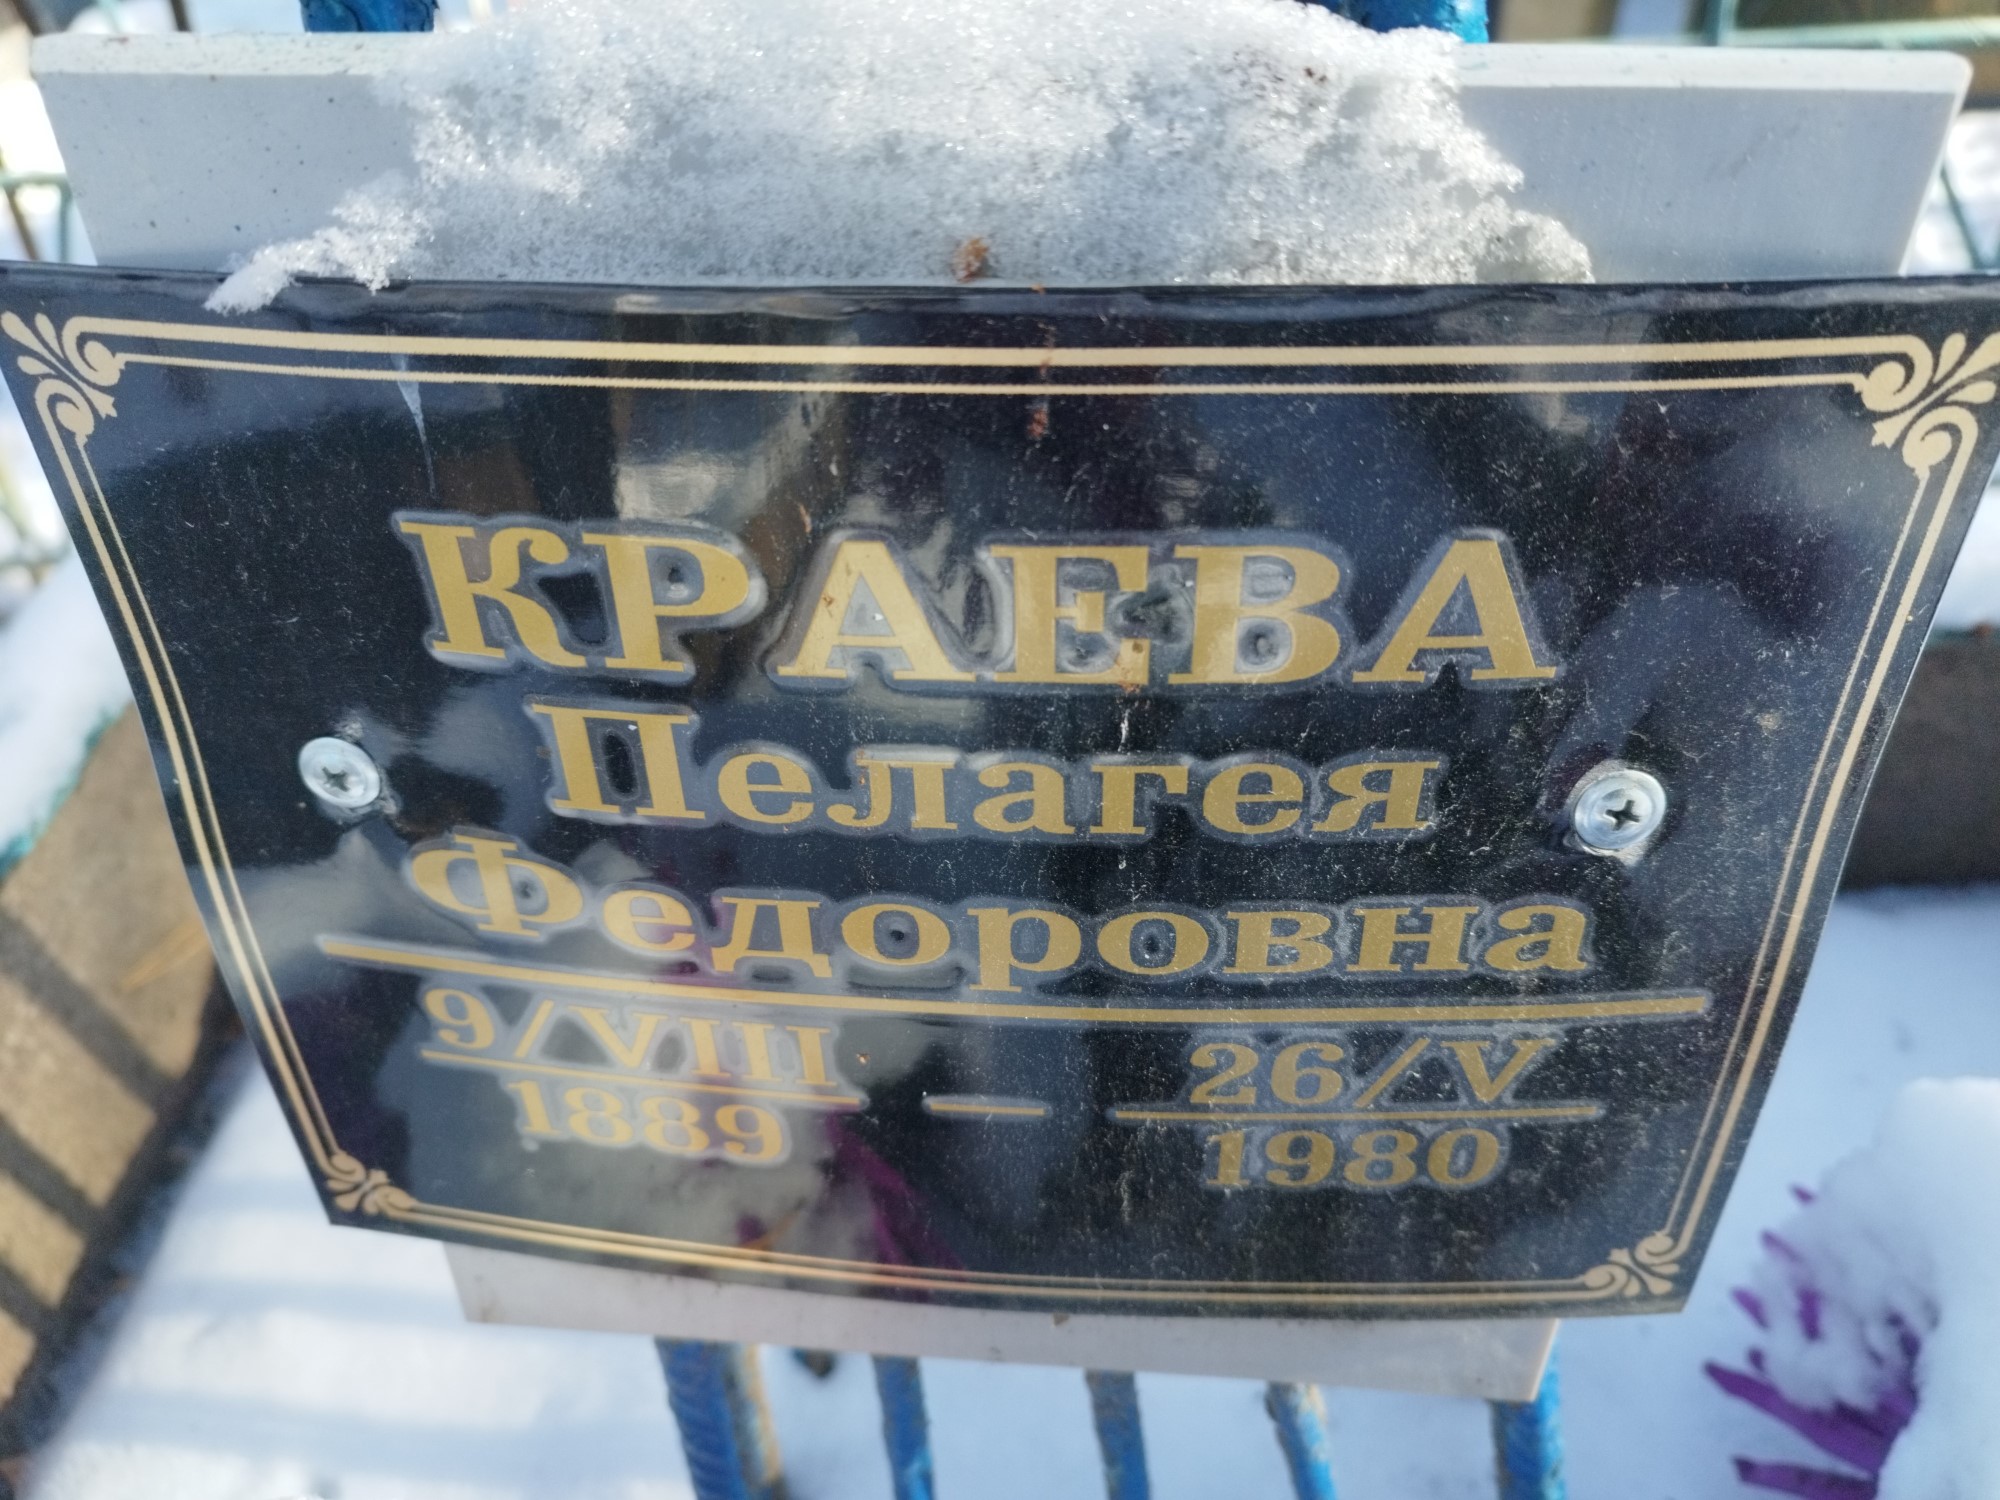 КРАЕВА
Пелагея
Федоровна
9/VIII — 26/V
1889 1980